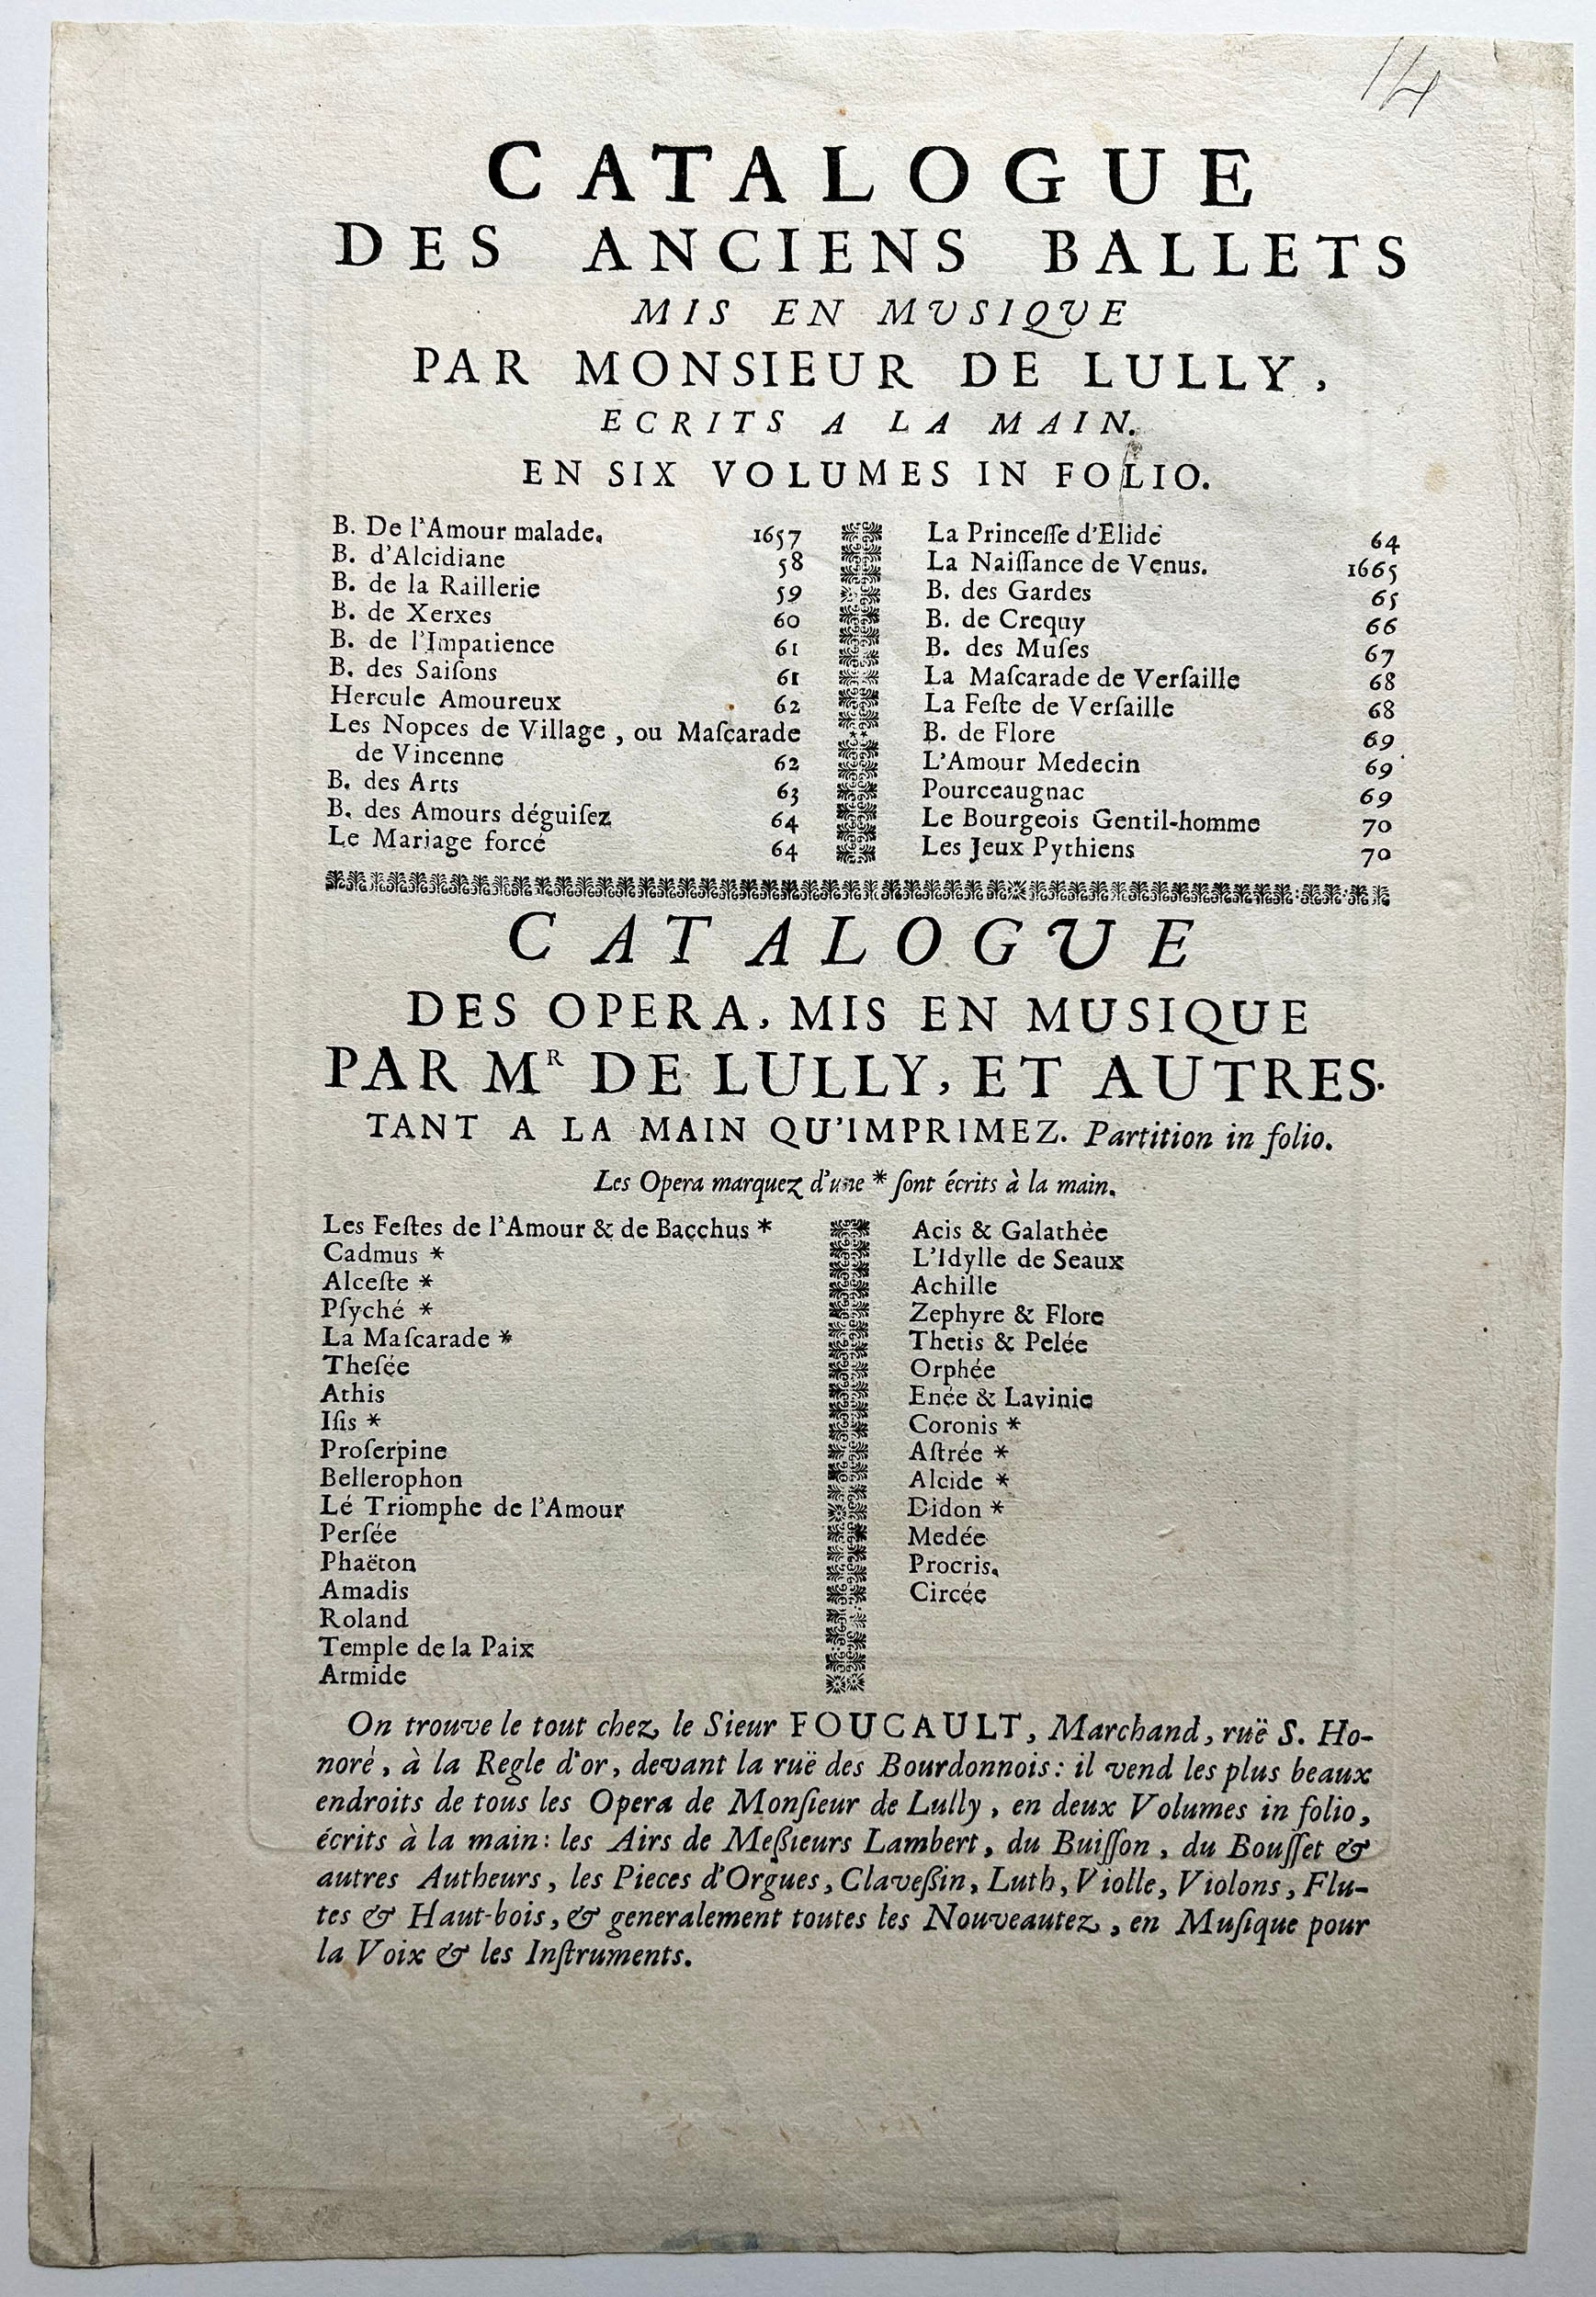 14
CATALOGUE
DES ANCIENS BALLETS
MIS EN MUSIQUE
PAR MONSIEUR DE LULLY,
ECRITS A LA MAIN.
EN SIX VOLUMES IN FOLIO.
B. De l'Amour malade. 1657
B. d'Alcidiane 58
B. de la Raillerie 59
B. de Xerxes 60
B. de l'Impatience 61
B. des Saiſons 61
Hercule Amoureux 62
Les Nopces de Village, ou Maſcarade
de Vincenne 62
B. des Arts 63
B. des Amours déguiſez 64
Le Mariage forcé 64
La Princeſſe d'Elide 64
La Naiſſance de Venus. 1665
B. des Gardes 65
B. de Crequy 66
B. des Muſes 67
La Maſcarade de Verſaille 68
La Feſte de Verſaille 68
B. de Flore 69
L'Amour Medecin 69
Pourceaugnac 69
Le Bourgeois Gentil-homme 70
Les Jeux Pythiens 70
CATALOGUE
DES OPERA, MIS EN MUSIQUE
PAR MR DE LULLY, ET AUTRES.
TANT A LA MAIN QU'IMPRIMEZ. Partition in folio.
Les Opera marquez d'une * ſont écrits à la main.
Les Feſtes de l'Amour & de Bacchus *
Cadmus *
Alceſte *
Pſyché *
La Maſcarade *
Theſée
Athis
Iſis *
Proſerpine
Bellerophon
Lé Triomphe de l'Amour
Perſée
Phaëton
Amadis
Roland
Temple de la Paix
Armide
Acis & Galathèe
L'Idylle de Seaux
Achille
Zephyre & Flore
Thetis & Pelée
Orphée
Enée & Lavinie
Coronis *
Aſtrée *
Alcide *
Didon *
Medée
Procris.
Circée
On trouve le tout chez le Sieur FOUCAULT, Marchand, ruë S. Ho-
norè, à la Regle d'or, devant la ruë des Bourdonnois: il vend les plus beaux
endroits de tous les Opera de Monſieur de Lully, en deux Volumes in folio,
écrits à la main: les Airs de Meßieurs Lambert, du Buiſſon, du Bouſſet &
autres Autheurs, les Pieces d'Orgues, Claveßin, Luth, Violle, Violons, Flu-
tes & Haut-bois, & generalement toutes les Nouveautez, en Muſique pour
la Voix & les Inſtruments.